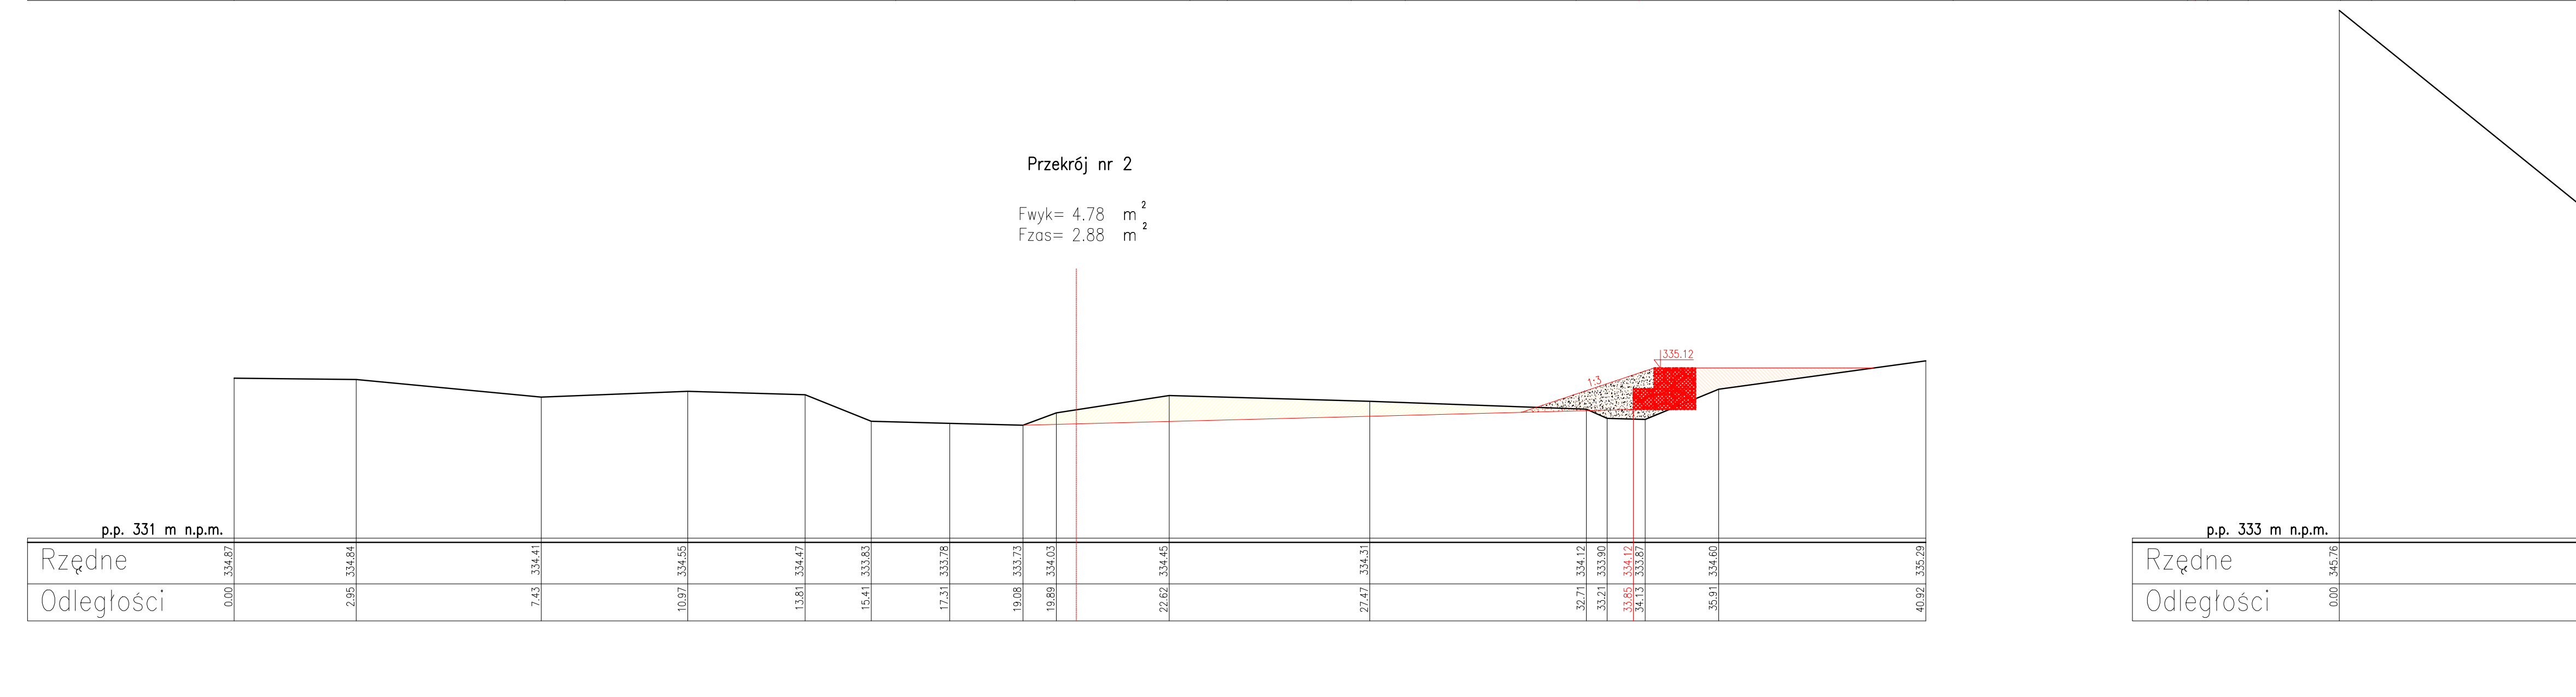 Przekrój nr 2
Fwyk= 4.78 m²
Fzas= 2.88 m²
335.12
1:3
p.p. 331 m n.p.m.
Rzędne 334.87 334.84 334.41 334.55 334.47 333.83 333.78 333.73 334.03 334.45 334.31 334.12 333.90 334.12 333.87 334.60 335.29
Odległości 0.00 2.95 7.43 10.97 13.81 15.41 17.31 19.08 19.89 22.62 27.47 32.71 33.21 33.85 34.13 35.91 40.92
p.p. 333 m n.p.m.
Rzędne 345.76
Odległości 0.00